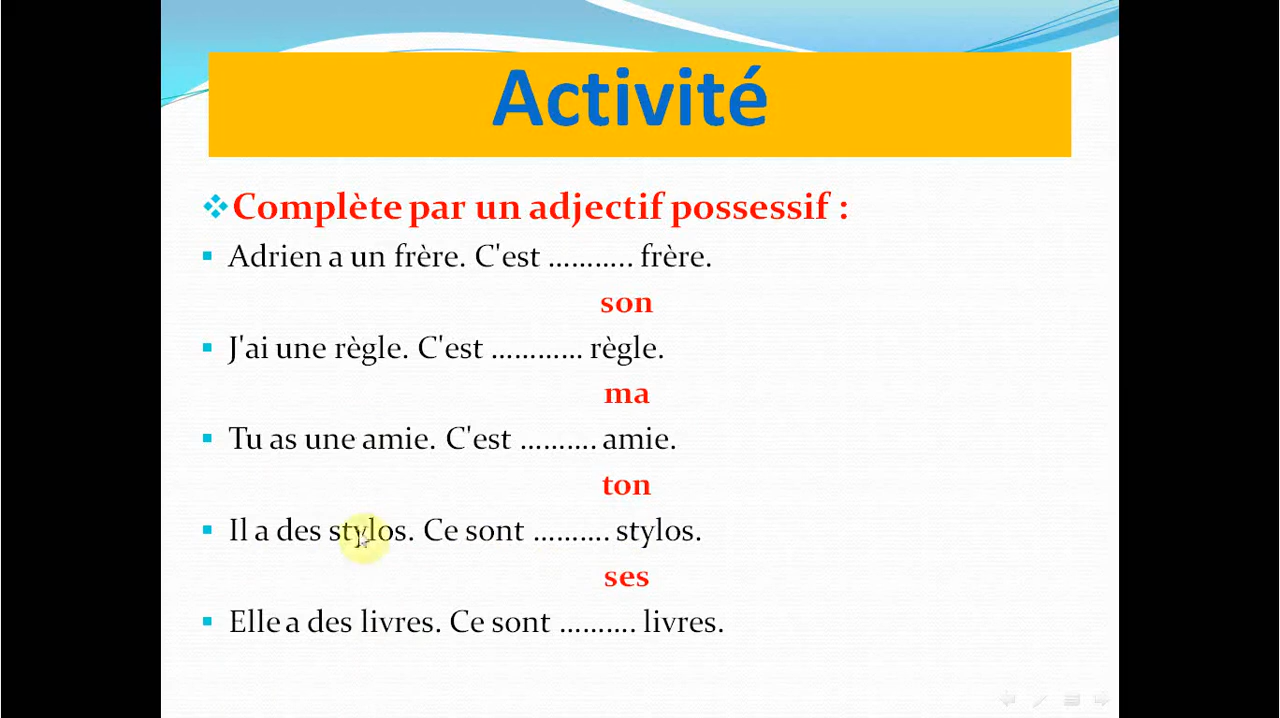 Activité
Complète par un adjectif possessif :
Adrien a un frère. C'est ........... frère.
son
J'ai une règle. C'est ............ règle.
ma
Tu as une amie. C'est .......... amie.
ton
Il a des stylos. Ce sont .......... stylos.
ses
Elle a des livres. Ce sont .......... livres.